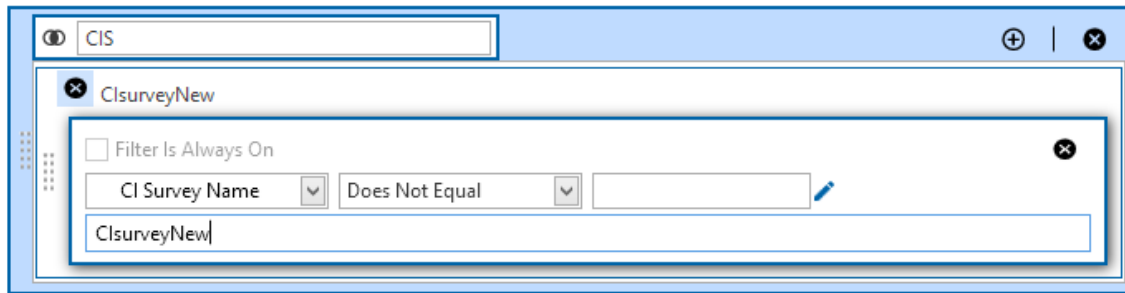 CIS
CIsurveyNew
Filter Is Always On
CI Survey Name Does Not Equal
CIsurveyNew